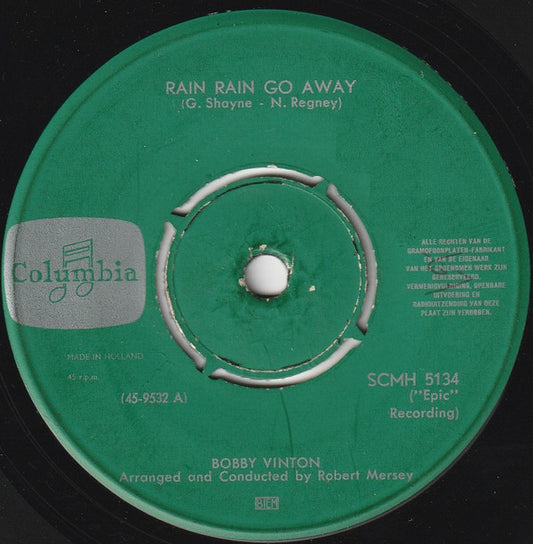 RAIN RAIN GO AWAY
(G. Shayne - N. Regney)
Columbia
ALLE RECHTEN VAN DE
GRAMOFOONPLATEN-FABRIKANT
EN VAN DE EIGENAAR
VAN HET OPGENOMEN WERK ZIJN
GERESERVEERD.
VERMENIGVULDIGING, OPENBARE
UITVOERING EN
RADIOUITZENDING VAN DEZE
PLAAT ZIJN VERBODEN.
MADE IN HOLLAND
45 r.p.m.
(45-9532 A)
SCMH 5134
("Epic"
Recording)
BOBBY VINTON
Arranged and Conducted by Robert Mersey
BIEM